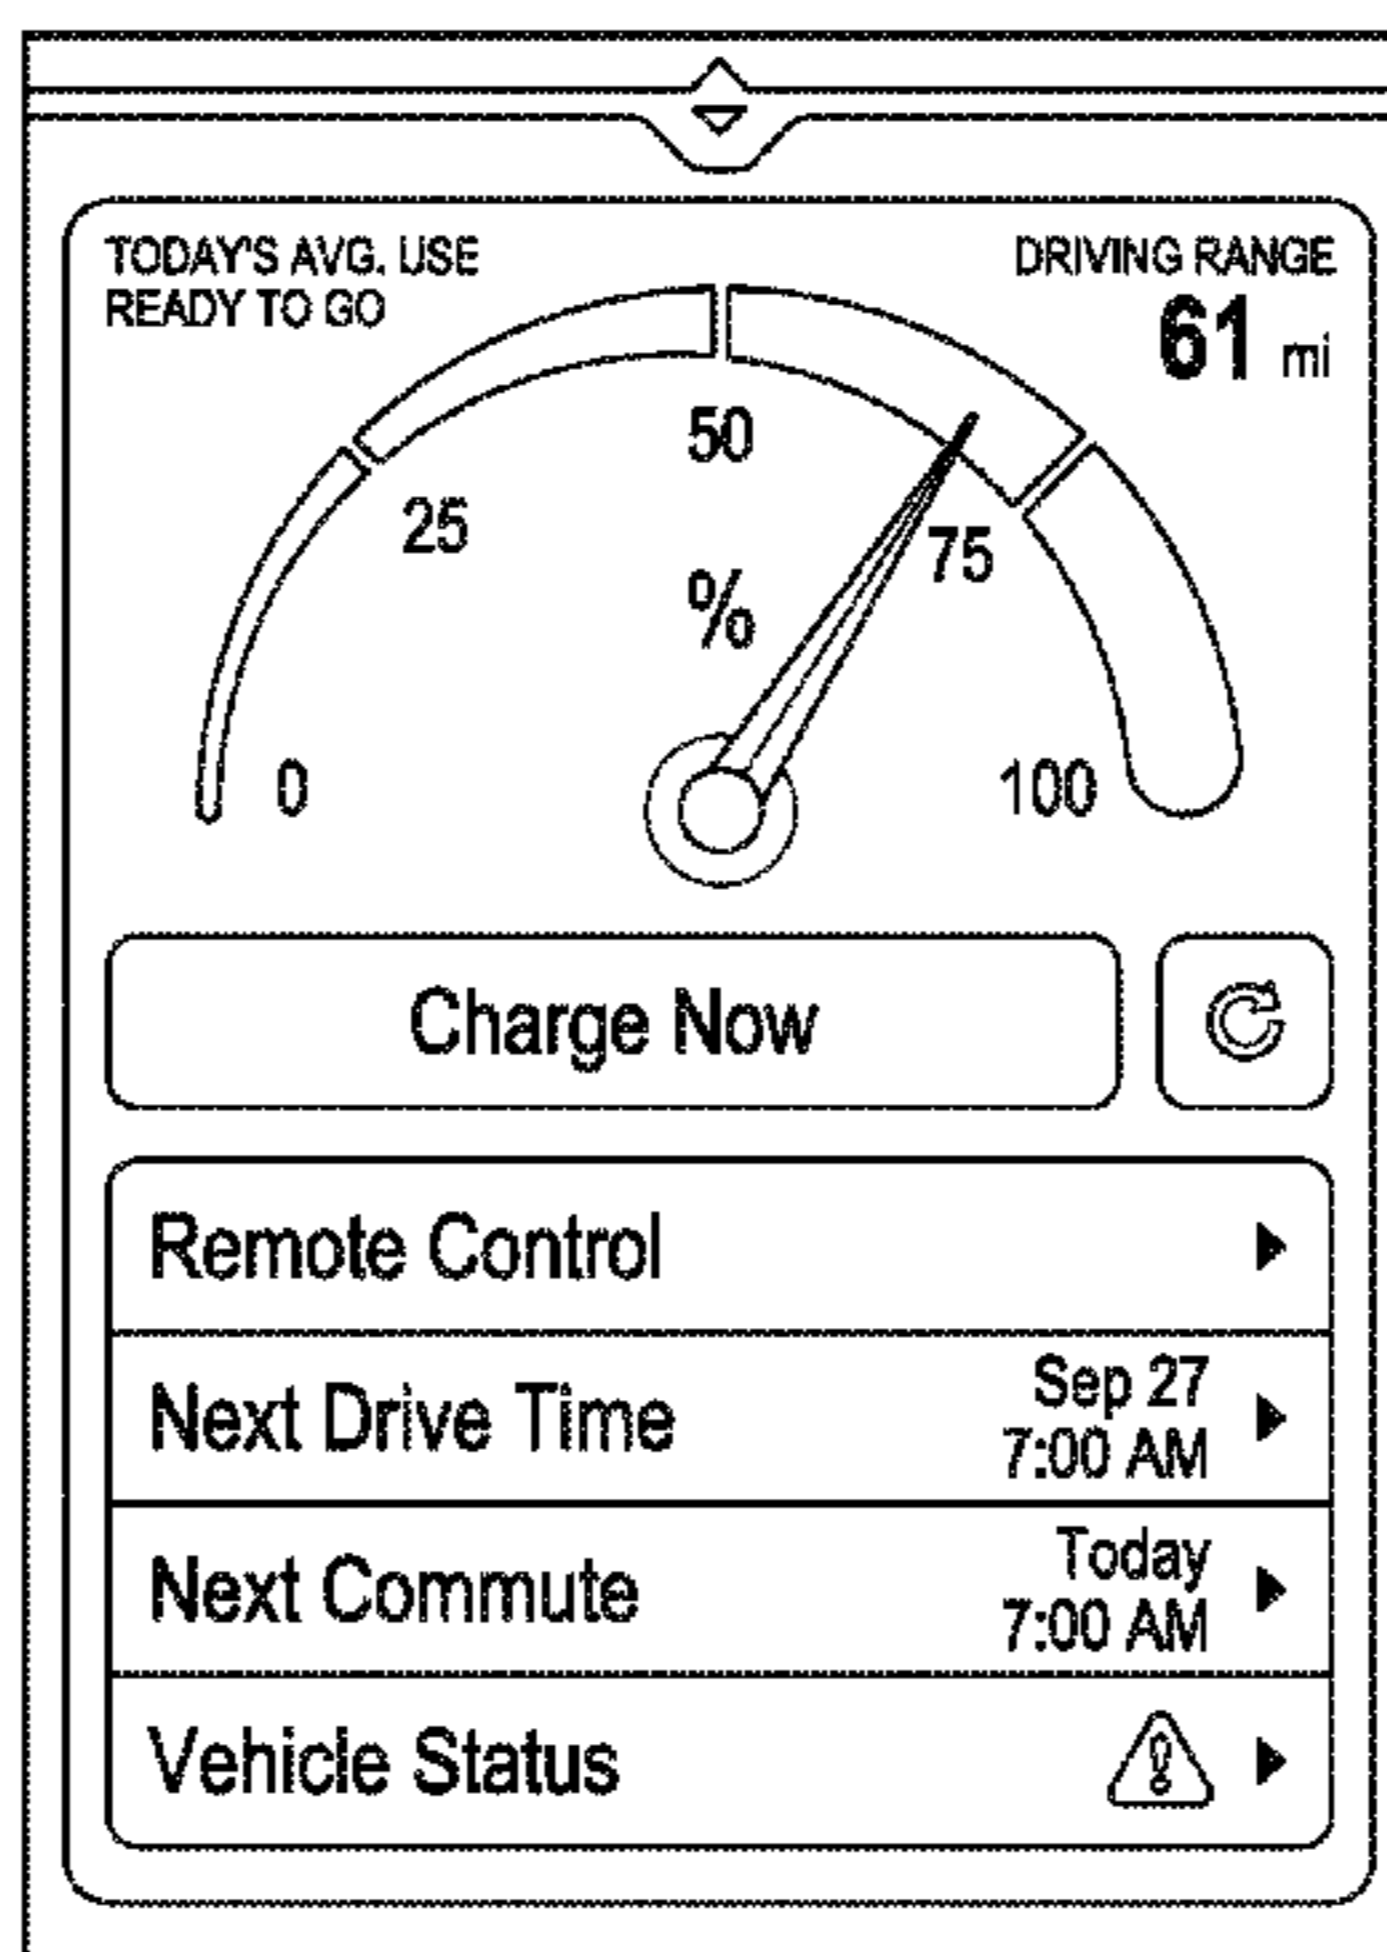 TODAY'S AVG. USE
READY TO GO
DRIVING RANGE
61 mi
50
25
75
%
0
100
Charge Now
Remote Control
Next Drive Time
Sep 27
7:00 AM
Next Commute
Today
7:00 AM
Vehicle Status